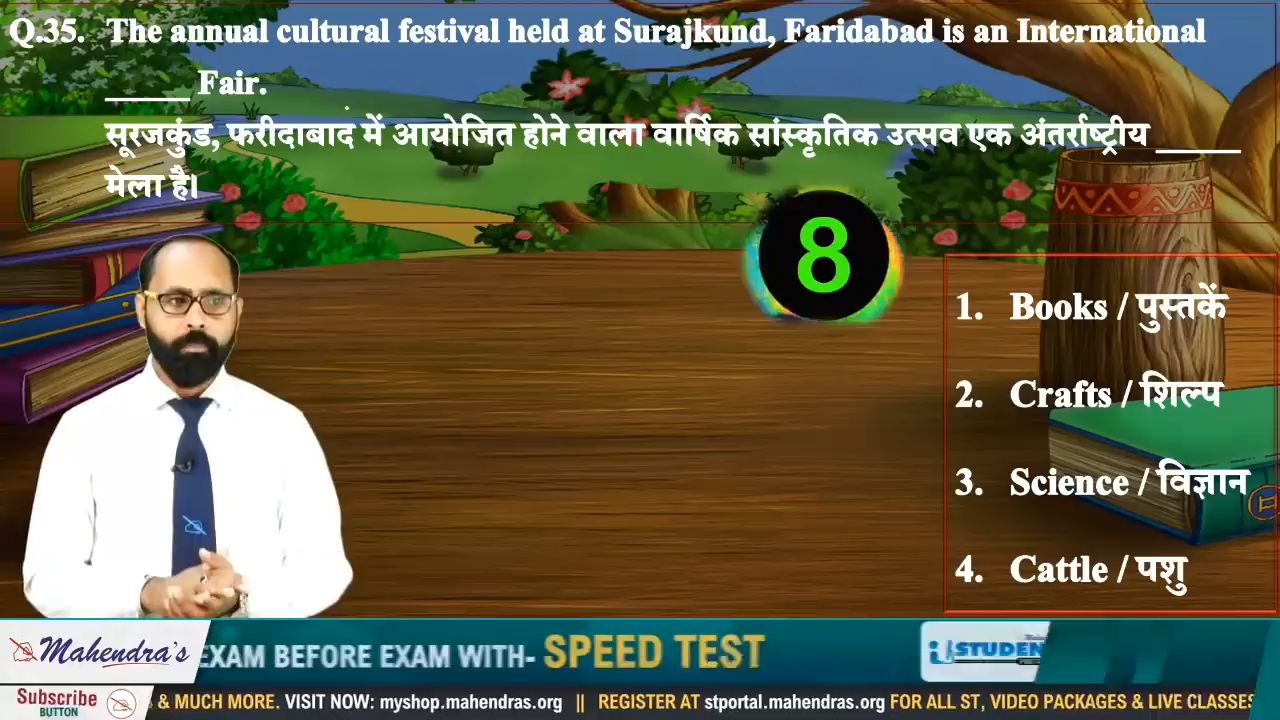 Q.35. The annual cultural festival held at Surajkund, Faridabad is an International
_____ Fair.
सूरजकुंड, फरीदाबाद में आयोजित होने वाला वार्षिक सांस्कृतिक उत्सव एक अंतर्राष्ट्रीय _____
मेला है।
8
1. Books / पुस्तकें
2. Crafts / शिल्प
3. Science / विज्ञान
4. Cattle / पशु
Mahendra's
EXAM BEFORE EXAM WITH- SPEED TEST
Subscribe
BUTTON
& MUCH MORE. VISIT NOW: myshop.mahendras.org || REGISTER AT stportal.mahendras.org FOR ALL ST, VIDEO PACKAGES & LIVE CLASSES